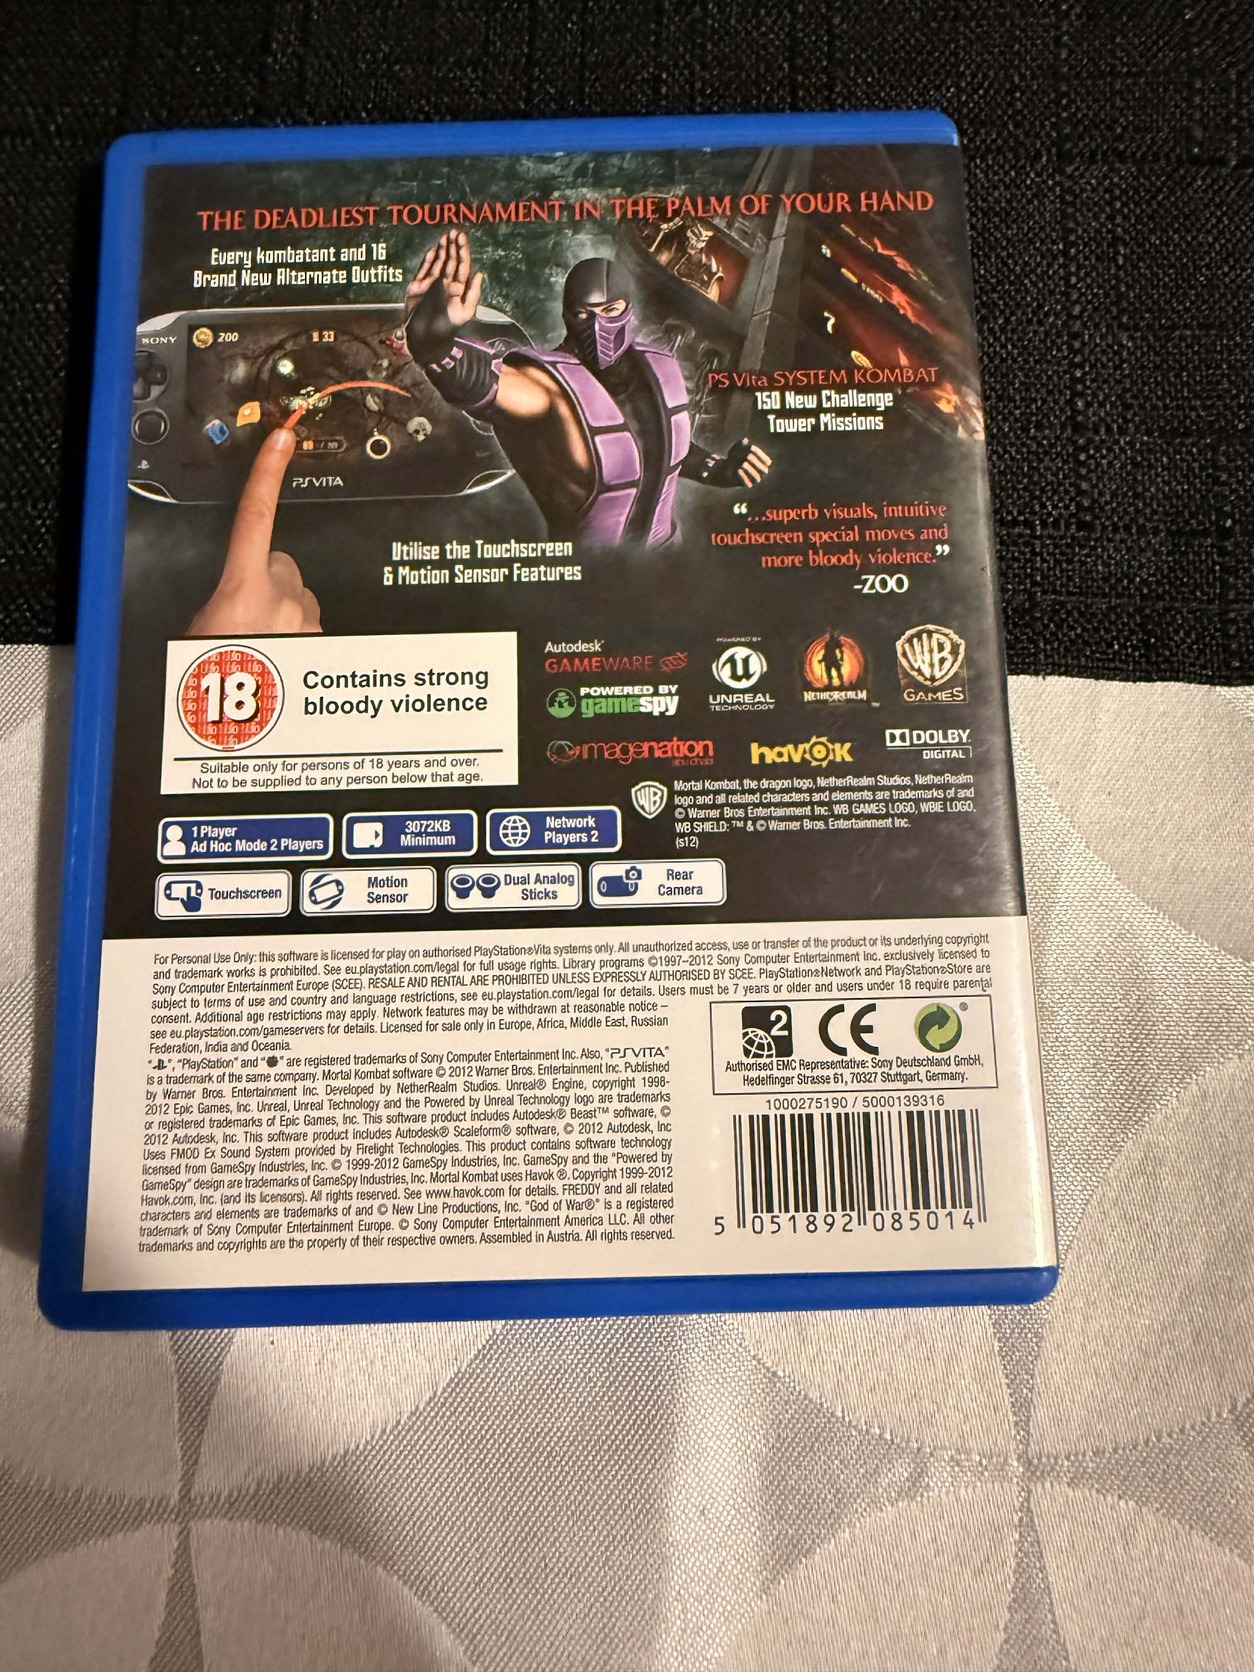 THE DEADLIEST TOURNAMENT IN THE PALM OF YOUR HAND
Every kombatant and 16
Brand New Alternate Outfits
SONY
200
33
PSVITA
7
PS Vita SYSTEM KOMBAT
150 New Challenge
Tower Missions
“...superb visuals, intuitive
touchscreen special moves and
more bloody violence.”
-ZOO
Utilise the Touchscreen
& Motion Sensor Features
18
Contains strong
bloody violence
Suitable only for persons of 18 years and over.
Not to be supplied to any person below that age.
Autodesk®
GAMEWARE
POWERED BY
gamespy
POWERED BY
UNREAL
TECHNOLOGY
NETHERREALM
WB
GAMES
imagenation
abu dhabi
havok
DOLBY
DIGITAL
WB
Mortal Kombat, the dragon logo, NetherRealm Studios, NetherRealm
logo and all related characters and elements are trademarks of and
© Warner Bros Entertainment Inc. WB GAMES LOGO, WBIE LOGO,
WB SHIELD: ™ & © Warner Bros. Entertainment Inc.
(s12)
1 Player
Ad Hoc Mode 2 Players
3072KB
Minimum
Network
Players 2
Touchscreen
Motion
Sensor
Dual Analog
Sticks
Rear
Camera
For Personal Use Only: this software is licensed for play on authorised PlayStation®Vita systems only. All unauthorized access, use or transfer of the product or its underlying copyright
and trademark works is prohibited. See eu.playstation.com/legal for full usage rights. Library programs ©1997–2012 Sony Computer Entertainment Inc. exclusively licensed to
Sony Computer Entertainment Europe (SCEE). RESALE AND RENTAL ARE PROHIBITED UNLESS EXPRESSLY AUTHORISED BY SCEE. PlayStation®Network and PlayStation®Store are
subject to terms of use and country and language restrictions, see eu.playstation.com/legal for details. Users must be 7 years or older and users under 18 require parental
consent. Additional age restrictions may apply. Network features may be withdrawn at reasonable notice –
see eu.playstation.com/gameservers for details. Licensed for sale only in Europe, Africa, Middle East, Russian
Federation, India and Oceania.
“ ”, “PlayStation” and “ ” are registered trademarks of Sony Computer Entertainment Inc. Also, “PSVITA”
is a trademark of the same company. Mortal Kombat software © 2012 Warner Bros. Entertainment Inc. Published
by Warner Bros. Entertainment Inc. Developed by NetherRealm Studios. Unreal® Engine, copyright 1998-
2012 Epic Games, Inc. Unreal, Unreal Technology and the Powered by Unreal Technology logo are trademarks
or registered trademarks of Epic Games, Inc. This software product includes Autodesk® Beast™ software, ©
2012 Autodesk, Inc. This software product includes Autodesk® Scaleform® software, © 2012 Autodesk, Inc
Uses FMOD Ex Sound System provided by Firelight Technologies. This product contains software technology
licensed from GameSpy Industries, Inc. © 1999-2012 GameSpy Industries, Inc. GameSpy and the “Powered by
GameSpy” design are trademarks of GameSpy Industries, Inc. Mortal Kombat uses Havok ®. Copyright 1999-2012
Havok.com, Inc. (and its licensors). All rights reserved. See www.havok.com for details. FREDDY and all related
characters and elements are trademarks of and © New Line Productions, Inc. “God of War®” is a registered
trademark of Sony Computer Entertainment Europe. © Sony Computer Entertainment America LLC. All other
trademarks and copyrights are the property of their respective owners. Assembled in Austria. All rights reserved.
2
CE
®
Authorised EMC Representative: Sony Deutschland GmbH,
Hedelfinger Strasse 61, 70327 Stuttgart, Germany.
1000275190 / 5000139316
5 051892 085014